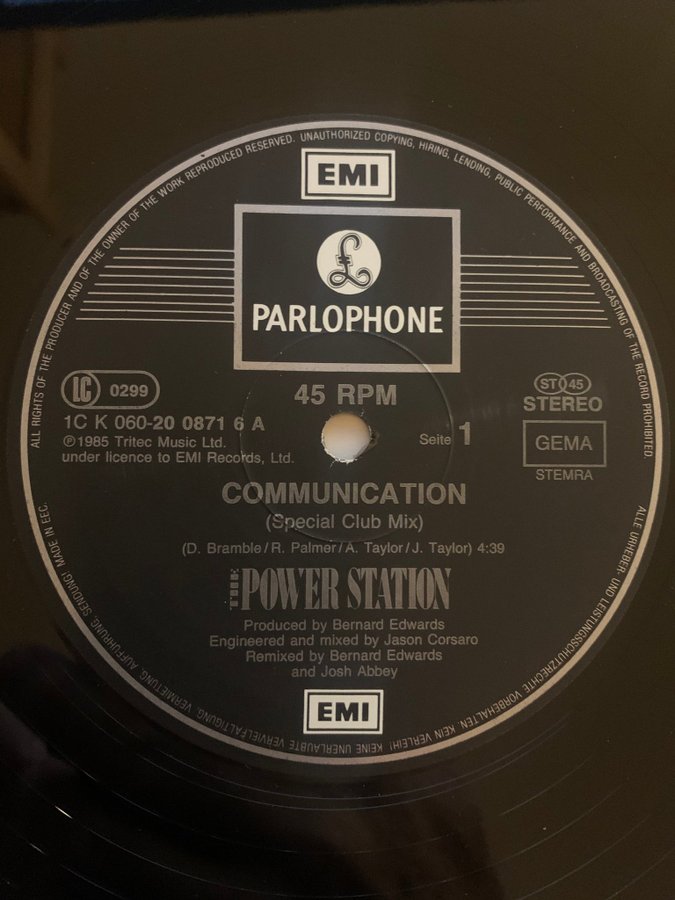 ALL RIGHTS OF THE PRODUCER AND OF THE OWNER OF THE WORK REPRODUCED RESERVED. UNAUTHORIZED COPYING, HIRING, LENDING, PUBLIC PERFORMANCE AND BROADCASTING OF THE RECORD PROHIBITED.
EMI
£
PARLOPHONE
LC 0299
45 RPM
ST 45
STEREO
1C K 060-20 0871 6 A
℗1985 Tritec Music Ltd.
under licence to EMI Records, Ltd.
Seite 1
GEMA
STEMRA
COMMUNICATION
(Special Club Mix)
(D. Bramble/R. Palmer/A. Taylor/J. Taylor) 4:39
THE POWER STATION
Produced by Bernard Edwards
Engineered and mixed by Jason Corsaro
Remixed by Bernard Edwards
and Josh Abbey
EMI
ALLE URHEBER- UND LEISTUNGSSCHUTZRECHTE VORBEHALTEN. KEIN VERLEIH! KEINE UNERLAUBTE VERVIELFÄLTIGUNG, VERMIETUNG, AUFFÜHRUNG, SENDUNG! MADE IN EEC.